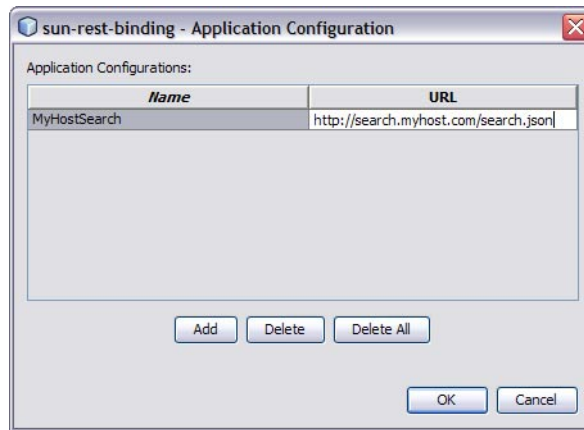 sun-rest-binding - Application Configuration
Application Configurations:
Name URL
MyHostSearch http://search.myhost.com/search.json
Add Delete Delete All
OK Cancel